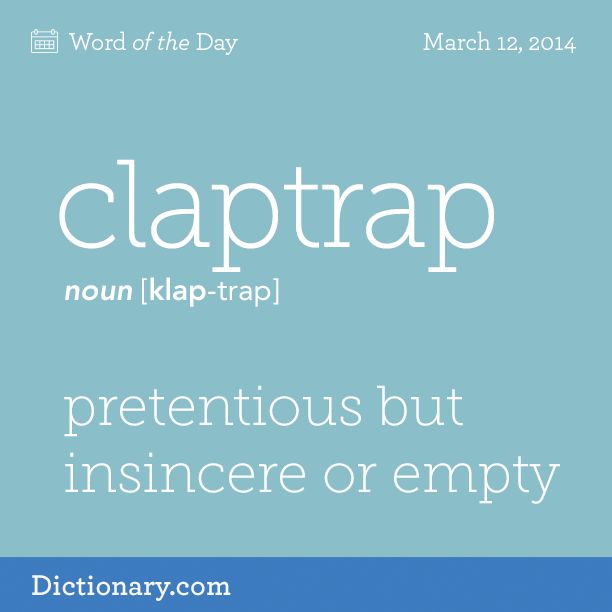 Word of the Day
March 12, 2014
claptrap
noun [klap-trap]
pretentious but
insincere or empty
Dictionary.com